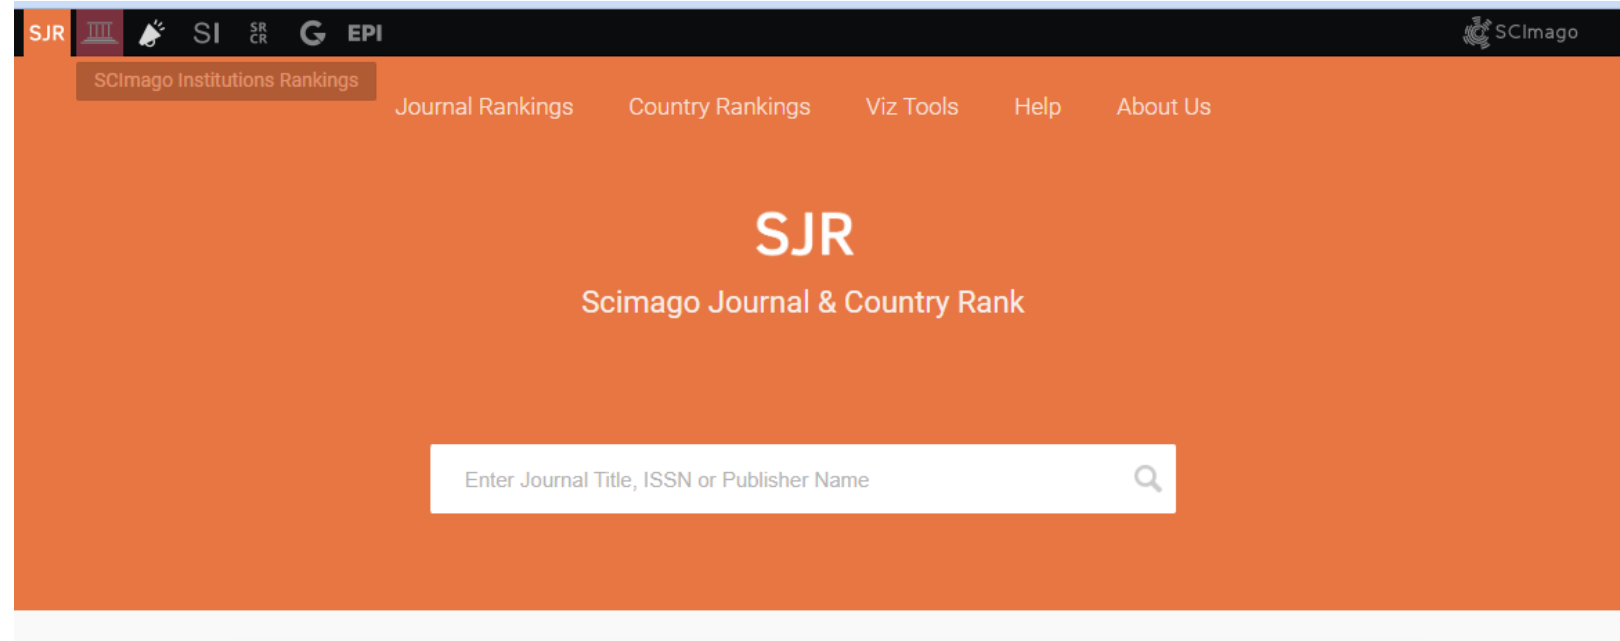 SJR SI SR CR G EPI SCImago
SCImago Institutions Rankings
Journal Rankings Country Rankings Viz Tools Help About Us
SJR
Scimago Journal & Country Rank
Enter Journal Title, ISSN or Publisher Name